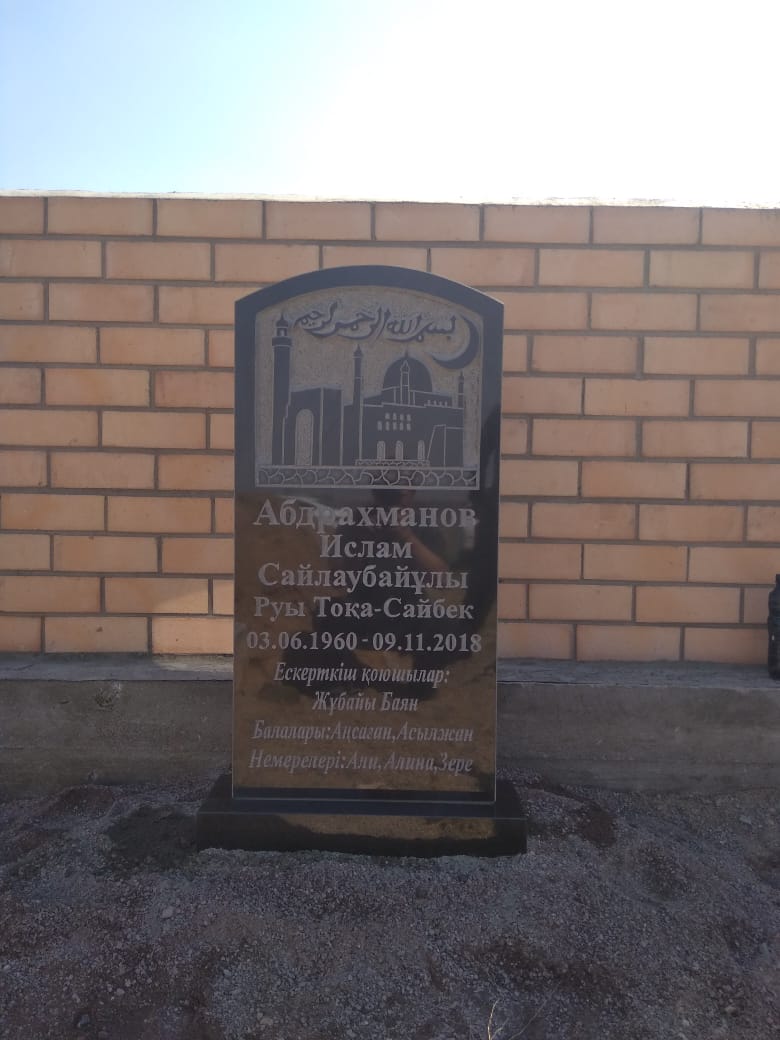 بسم الله الرحمن الرحيم
Абдрахманов
Ислам
Сайлаубайұлы
Руы Тоқа-Сайбек
03.06.1960-09.11.2018
Ескерткіш қоюшылар:
Жұбайы Баян
Балалары:Аңсаған,Асылжан
Немерелері:Али,Алина,Зере